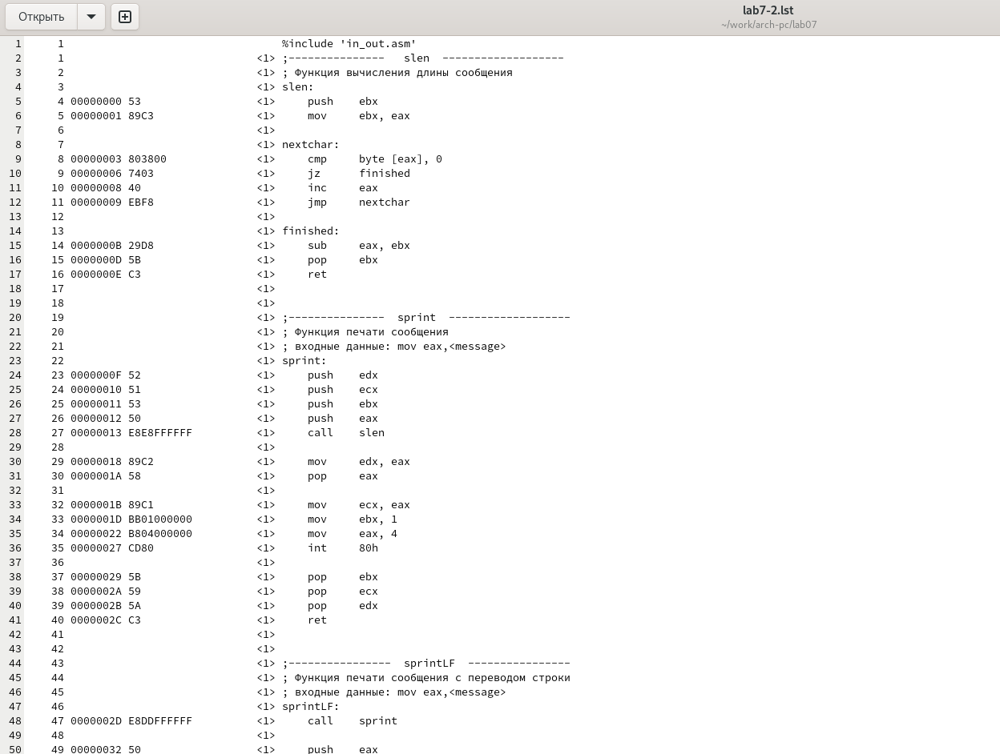 Открыть
lab7-2.lst
~/work/arch-pc/lab07
1 1 %include 'in_out.asm'
2 1 <1> ;--------------- slen -------------------
3 2 <1> ; Функция вычисления длины сообщения
4 3 <1> slen:
5 4 00000000 53 <1> push ebx
6 5 00000001 89C3 <1> mov ebx, eax
7 6 <1>
8 7 <1> nextchar:
9 8 00000003 803800 <1> cmp byte [eax], 0
10 9 00000006 7403 <1> jz finished
11 10 00000008 40 <1> inc eax
12 11 00000009 EBF8 <1> jmp nextchar
13 12 <1>
14 13 <1> finished:
15 14 0000000B 29D8 <1> sub eax, ebx
16 15 0000000D 5B <1> pop ebx
17 16 0000000E C3 <1> ret
18 17 <1>
19 18 <1>
20 19 <1> ;--------------- sprint -------------------
21 20 <1> ; Функция печати сообщения
22 21 <1> ; входные данные: mov eax,<message>
23 22 <1> sprint:
24 23 0000000F 52 <1> push edx
25 24 00000010 51 <1> push ecx
26 25 00000011 53 <1> push ebx
27 26 00000012 50 <1> push eax
28 27 00000013 E8E8FFFFFF <1> call slen
29 28 <1>
30 29 00000018 89C2 <1> mov edx, eax
31 30 0000001A 58 <1> pop eax
32 31 <1>
33 32 0000001B 89C1 <1> mov ecx, eax
34 33 0000001D BB01000000 <1> mov ebx, 1
35 34 00000022 B804000000 <1> mov eax, 4
36 35 00000027 CD80 <1> int 80h
37 36 <1>
38 37 00000029 5B <1> pop ebx
39 38 0000002A 59 <1> pop ecx
40 39 0000002B 5A <1> pop edx
41 40 0000002C C3 <1> ret
42 41 <1>
43 42 <1>
44 43 <1> ;---------------- sprintLF ----------------
45 44 <1> ; Функция печати сообщения с переводом строки
46 45 <1> ; входные данные: mov eax,<message>
47 46 <1> sprintLF:
48 47 0000002D E8DDFFFFFF <1> call sprint
49 48 <1>
50 49 00000032 50 <1> push eax